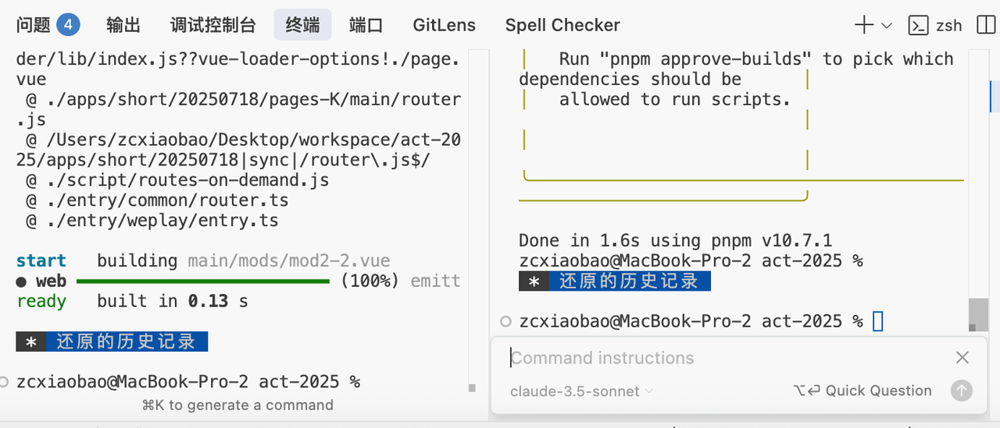 问题 4 输出 调试控制台 终端 端口 GitLens Spell Checker zsh
der/lib/index.js??vue-loader-options!./page.
vue
@ ./apps/short/20250718/pages-K/main/router
.js
@ /Users/zcxiaobao/Desktop/workspace/act-20
25/apps/short/20250718|sync|/router\.js$/
@ ./script/routes-on-demand.js
@ ./entry/common/router.ts
@ ./entry/weplay/entry.ts
start building main/mods/mod2-2.vue
● web (100%) emitt
ready built in 0.13 s
* 还原的历史记录
zcxiaobao@MacBook-Pro-2 act-2025 %
⌘K to generate a command
Run "pnpm approve-builds" to pick which
dependencies should be
allowed to run scripts.
Done in 1.6s using pnpm v10.7.1
zcxiaobao@MacBook-Pro-2 act-2025 %
* 还原的历史记录
zcxiaobao@MacBook-Pro-2 act-2025 %
Command instructions
claude-3.5-sonnet ⌥⏎ Quick Question